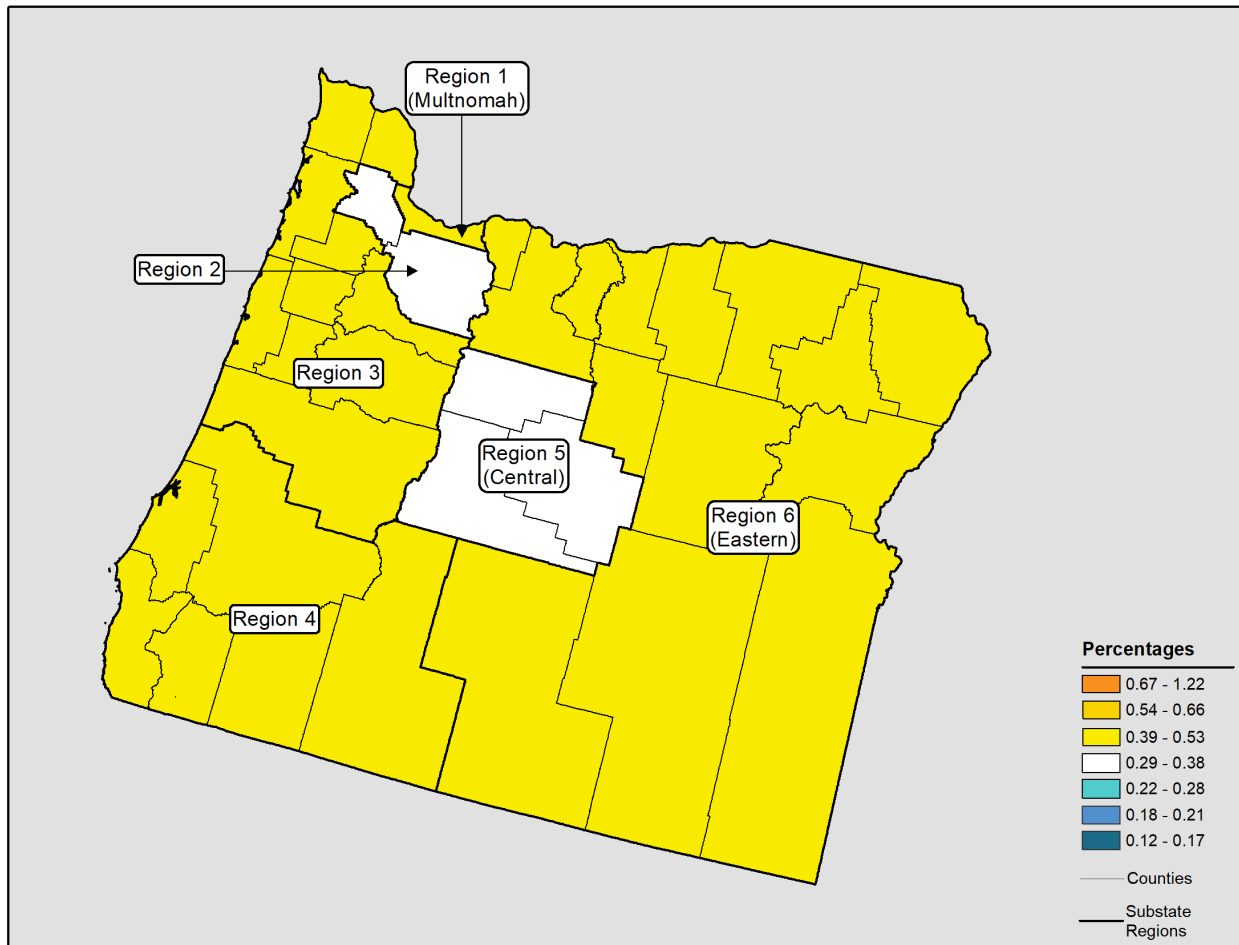 Region 1
(Multnomah)
Region 2
Region 3
Region 5
(Central)
Region 6
(Eastern)
Region 4
Percentages
0.67 - 1.22
0.54 - 0.66
0.39 - 0.53
0.29 - 0.38
0.22 - 0.28
0.18 - 0.21
0.12 - 0.17
Counties
Substate
Regions